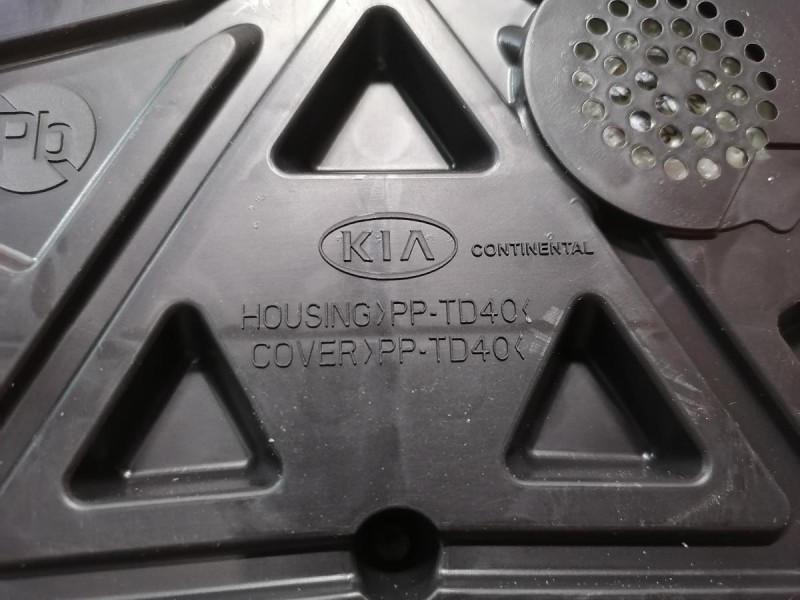 Pb
KIA CONTINENTAL
HOUSING>PP-TD40<
COVER>PP-TD40<